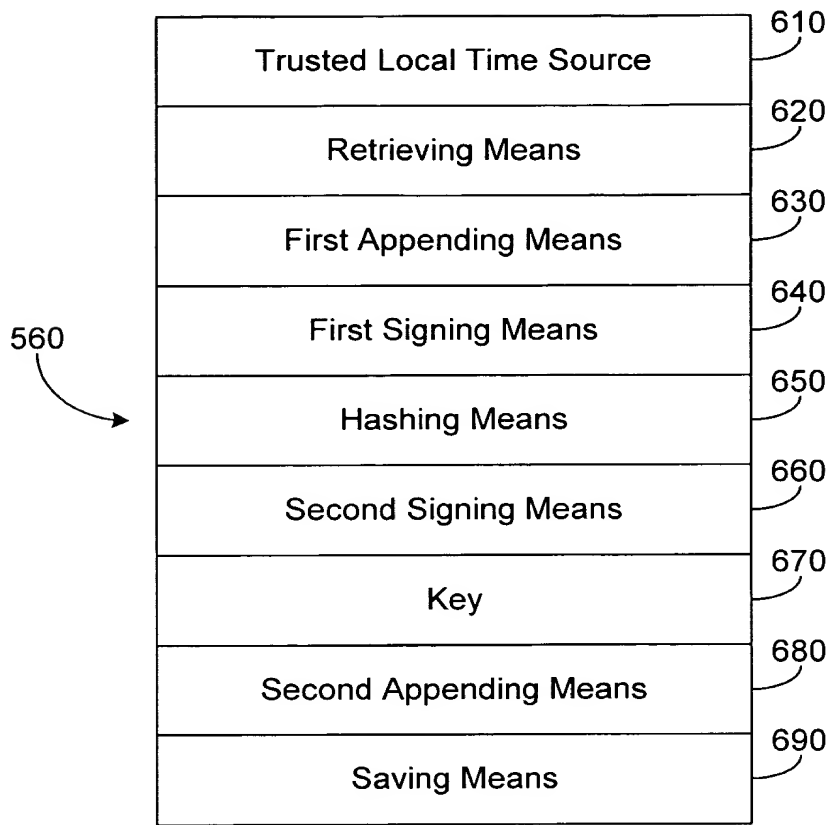 610
Trusted Local Time Source
620
Retrieving Means
630
First Appending Means
640
First Signing Means
560
650
Hashing Means
660
Second Signing Means
670
Key
680
Second Appending Means
690
Saving Means